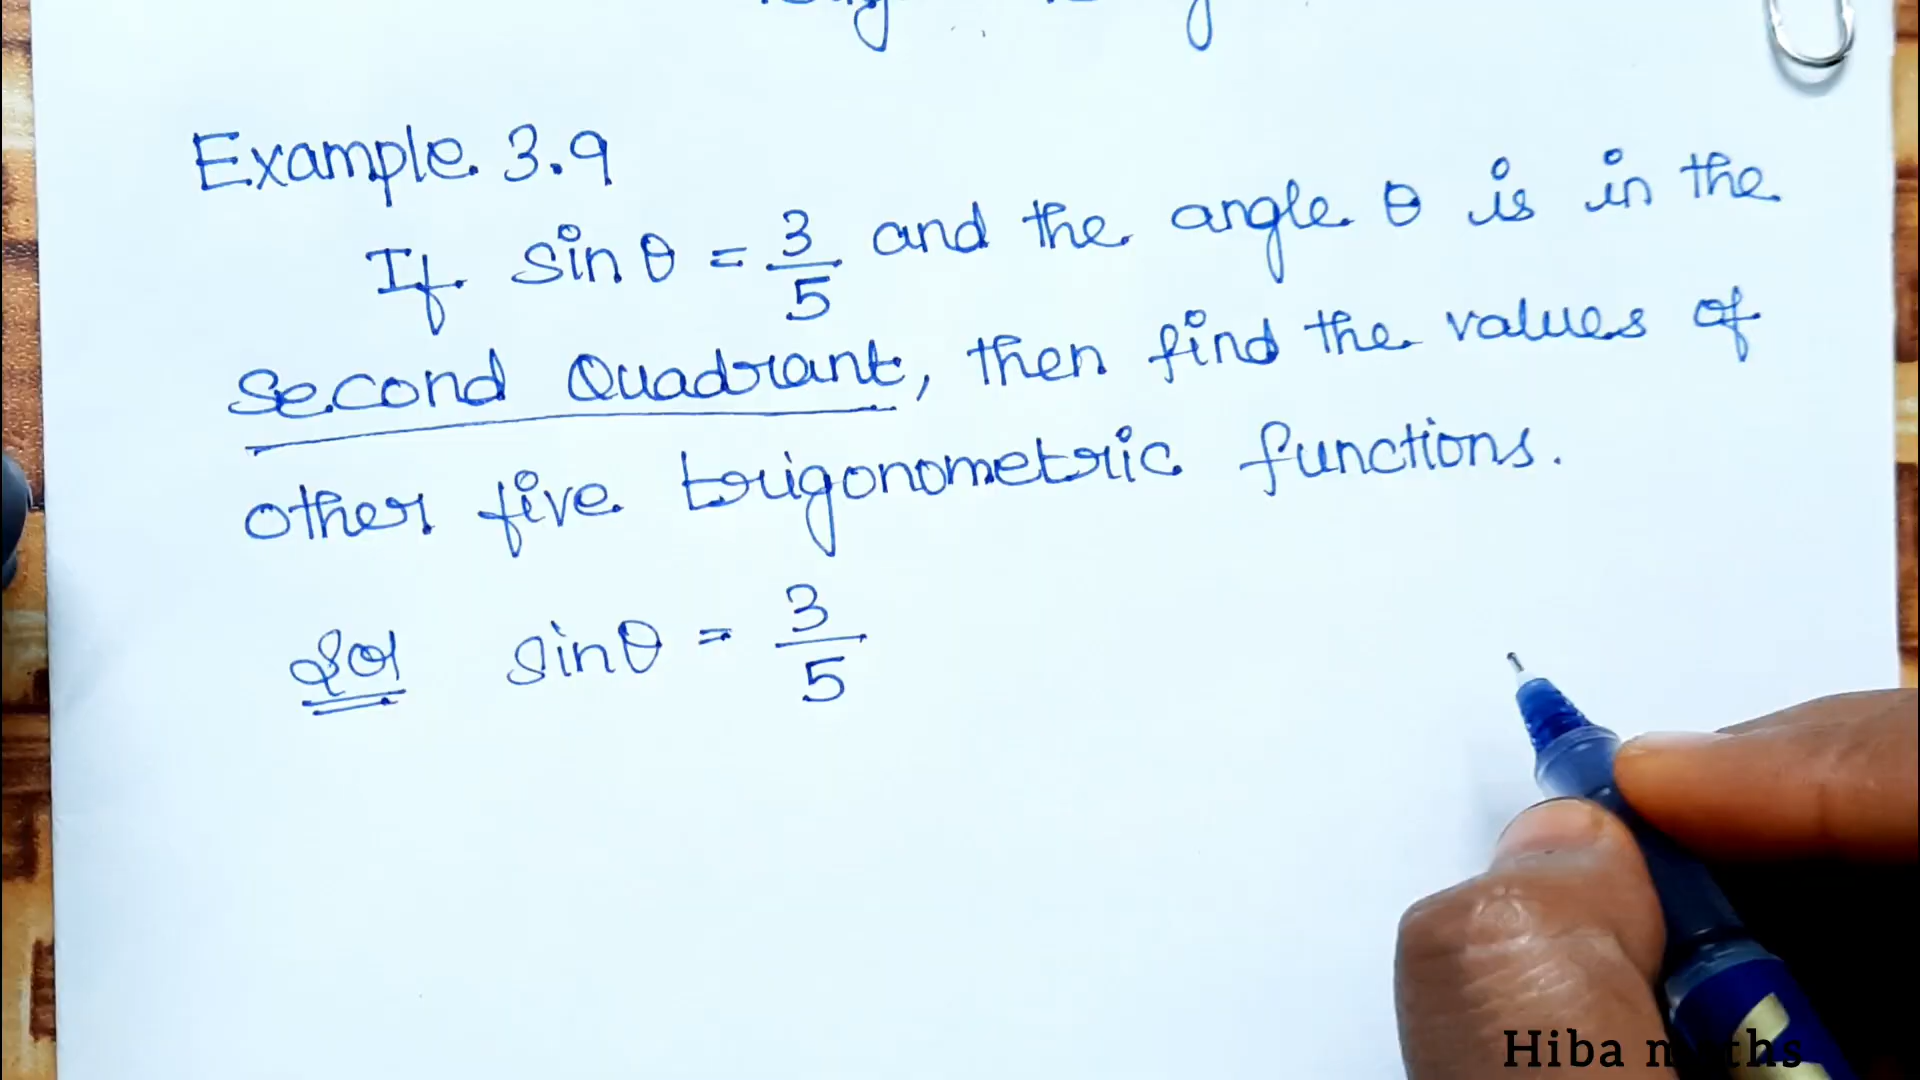 Example. 3.9
If sin θ = 3/5 and the angle θ is in the
Second Quadrant, then find the values of
other five trigonometric functions.
Sol sinθ = 3/5
Hiba maths